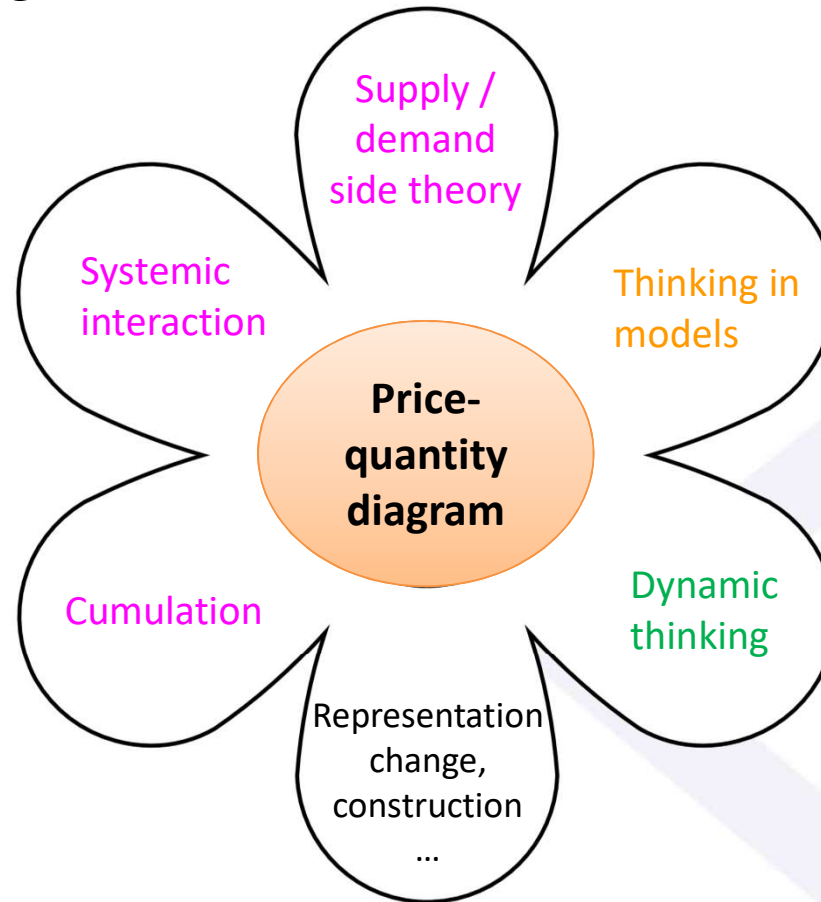 Supply /
demand
side theory
Systemic
interaction
Thinking in
models
Price-
quantity
diagram
Cumulation
Dynamic
thinking
Representation
change,
construction
...